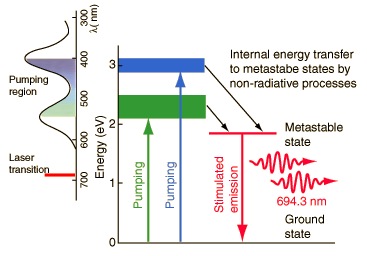 300
λ( nm)
400
Pumping
region
500
600
Laser
transition
700
Energy (eV)
3
2
1
0
Pumping
Pumping
Stimulated
emission
Internal energy transfer
to metastabe states by
non-radiative processes
Metastable
state
694.3 nm
Ground
state